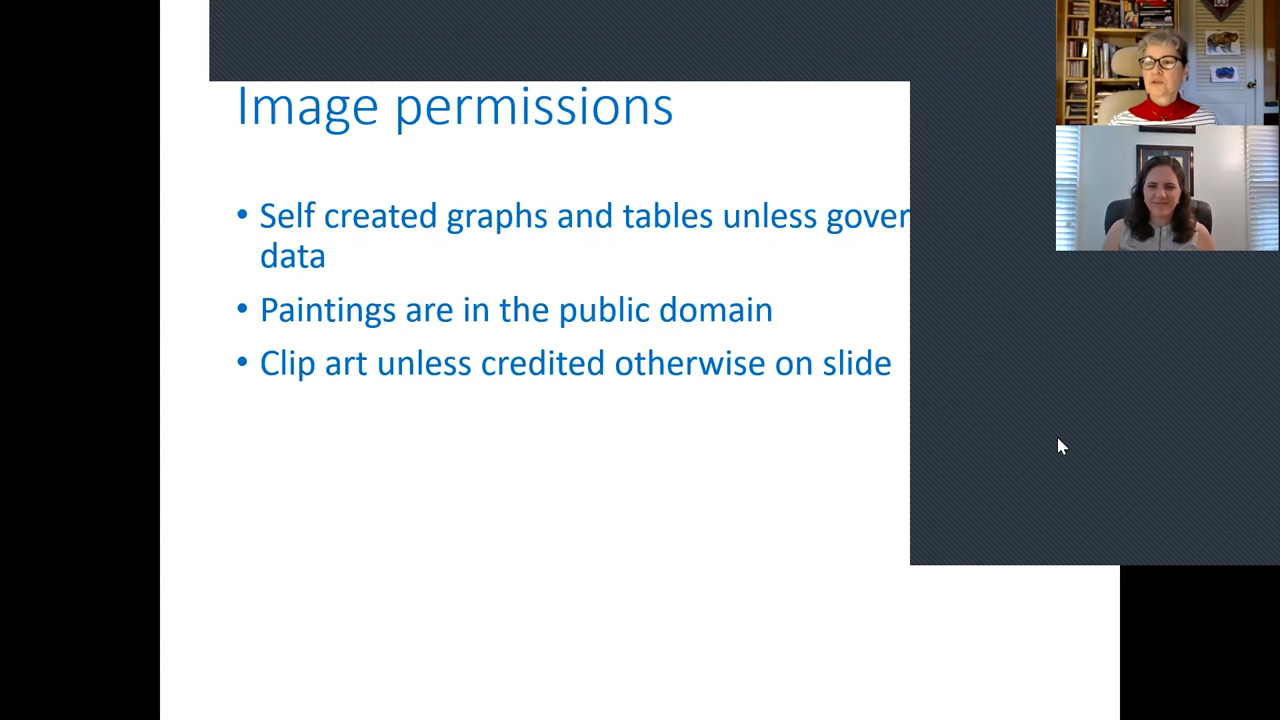 Image permissions
• Self created graphs and tables unless gover
data
• Paintings are in the public domain
• Clip art unless credited otherwise on slide